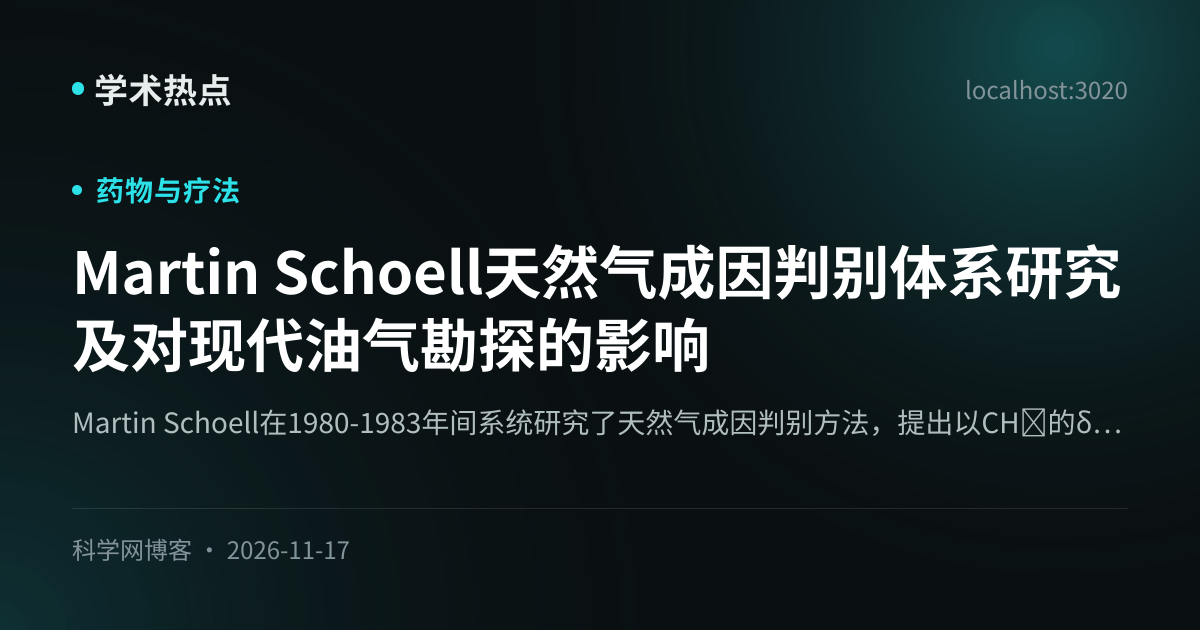 学术热点
localhost:3020
药物与疗法
Martin Schoell天然气成因判别体系研究
及对现代油气勘探的影响
Martin Schoell在1980-1983年间系统研究了天然气成因判别方法，提出以CH□的δ…
科学网博客 • 2026-11-17